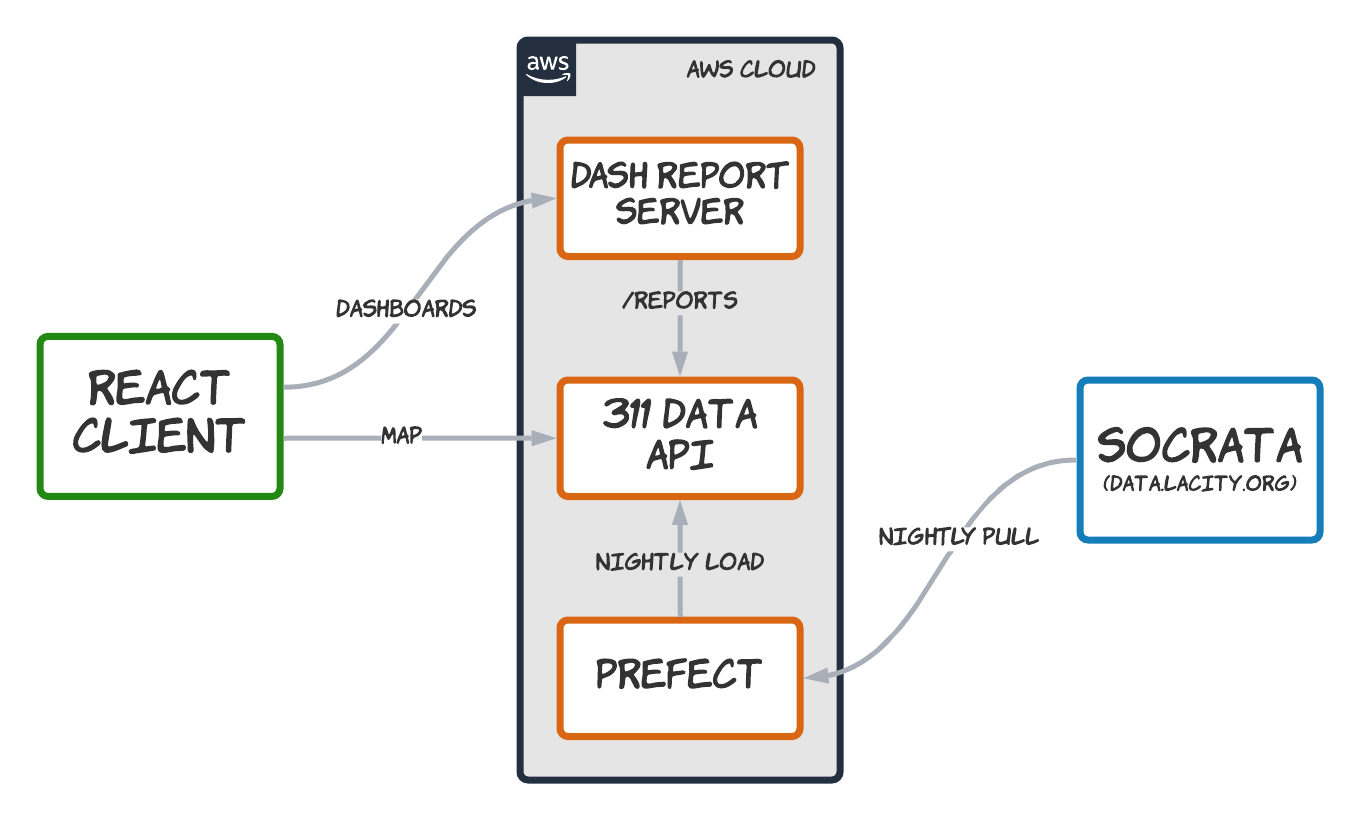 aws
AWS CLOUD
DASH REPORT
SERVER
DASHBOARDS
/REPORTS
REACT
CLIENT
MAP
311 DATA
API
SOCRATA
(DATA.LACITY.ORG)
NIGHTLY PULL
NIGHTLY LOAD
PREFECT